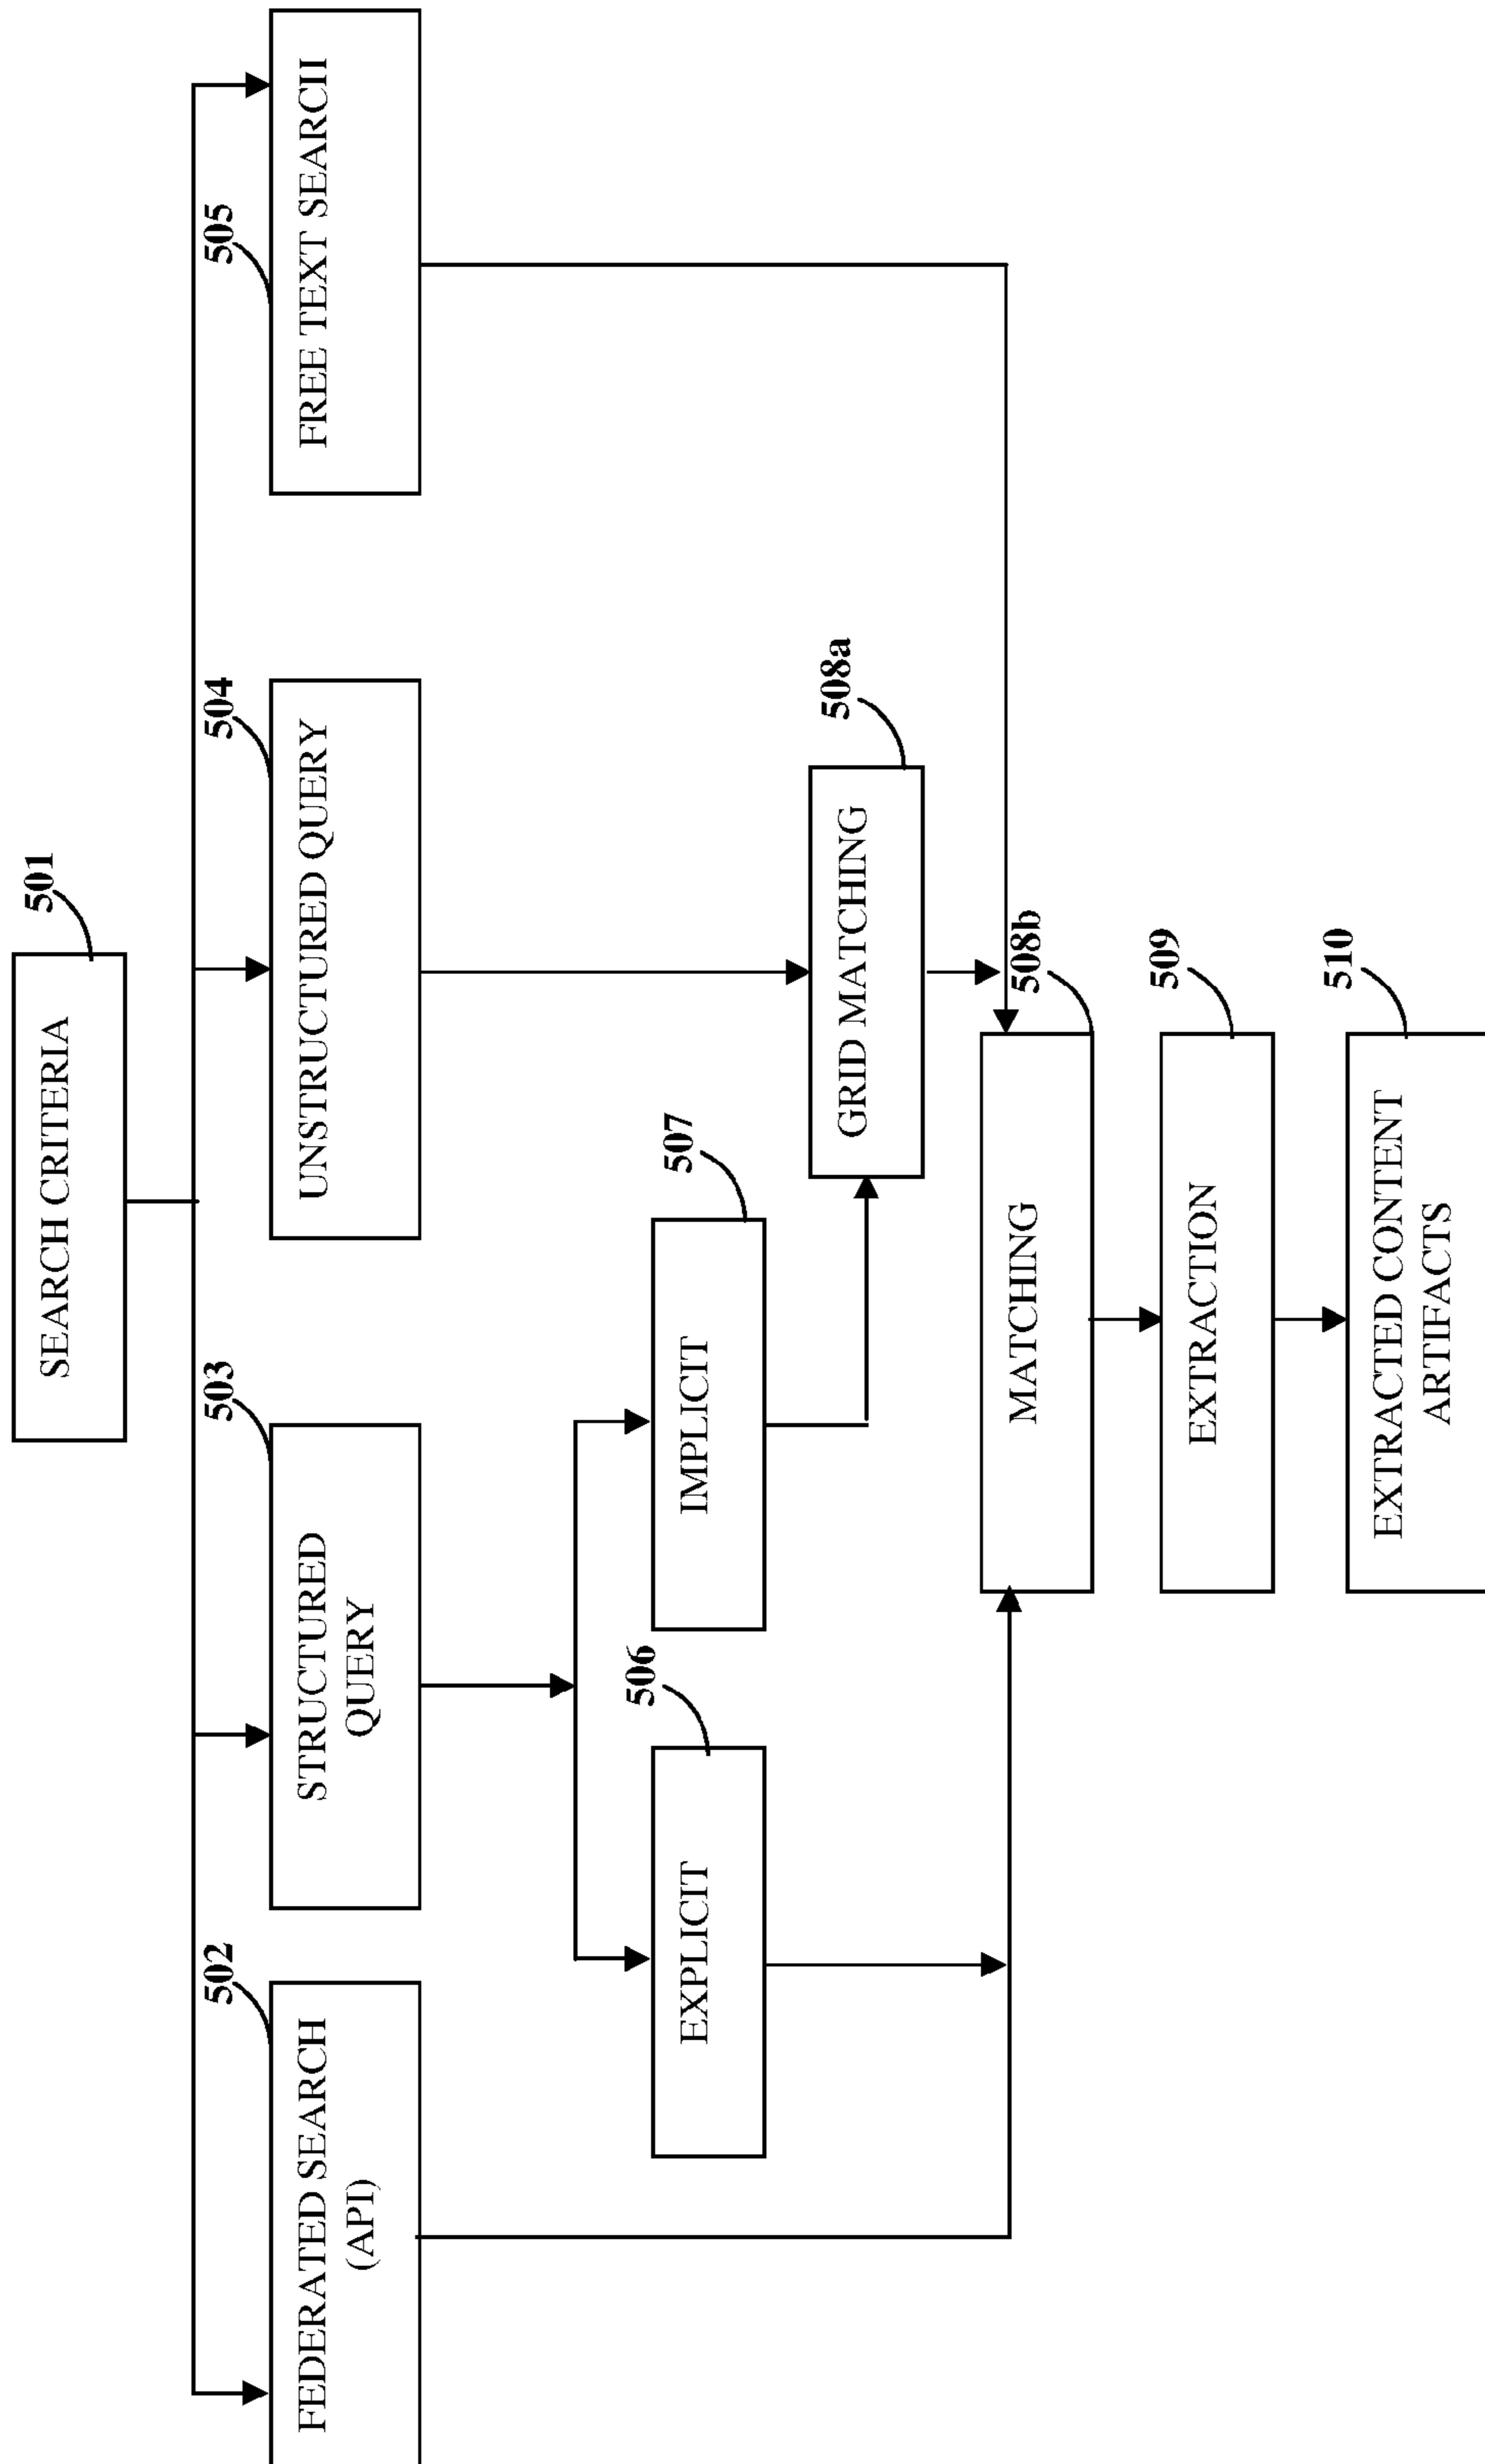 SEARCH CRITERIA
501
FEDERATED SEARCH
(API)
502
STRUCTURED
QUERY
503
UNSTRUCTURED QUERY
504
FREE TEXT SEARCH
505
EXPLICIT
506
IMPLICIT
507
GRID MATCHING
508a
MATCHING
508b
EXTRACTION
509
EXTRACTED CONTENT
ARTIFACTS
510